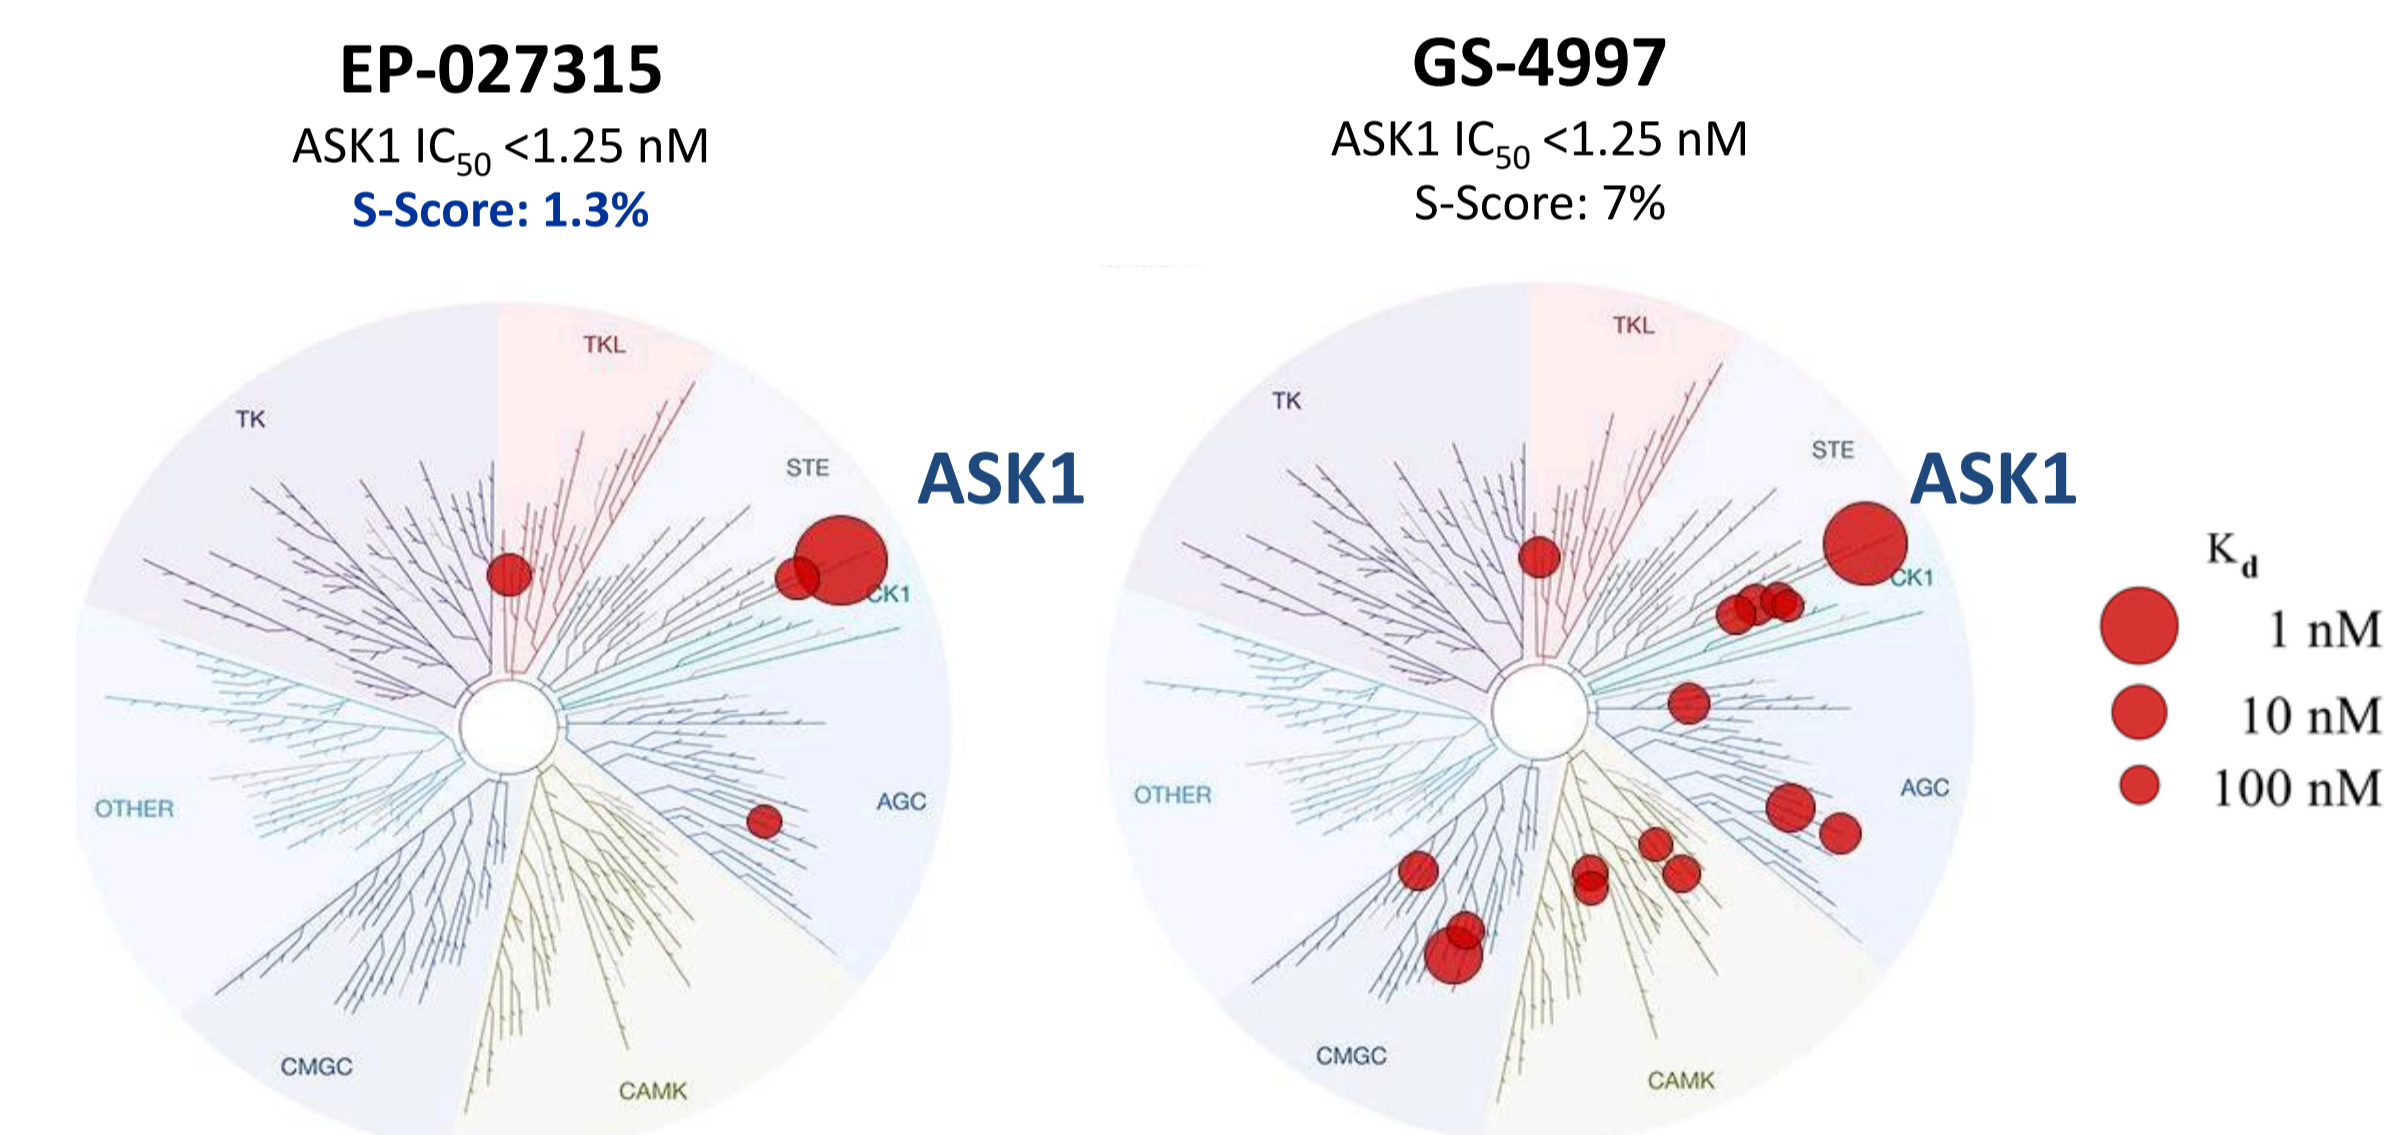 EP-027315
ASK1 IC50 <1.25 nM
S-Score: 1.3%
TKL
TK
STE
ASK1
CK1
OTHER
AGC
CMGC
CAMK
GS-4997
ASK1 IC50 <1.25 nM
S-Score: 7%
TKL
TK
STE
ASK1
CK1
OTHER
AGC
CMGC
CAMK
Kd
1 nM
10 nM
100 nM